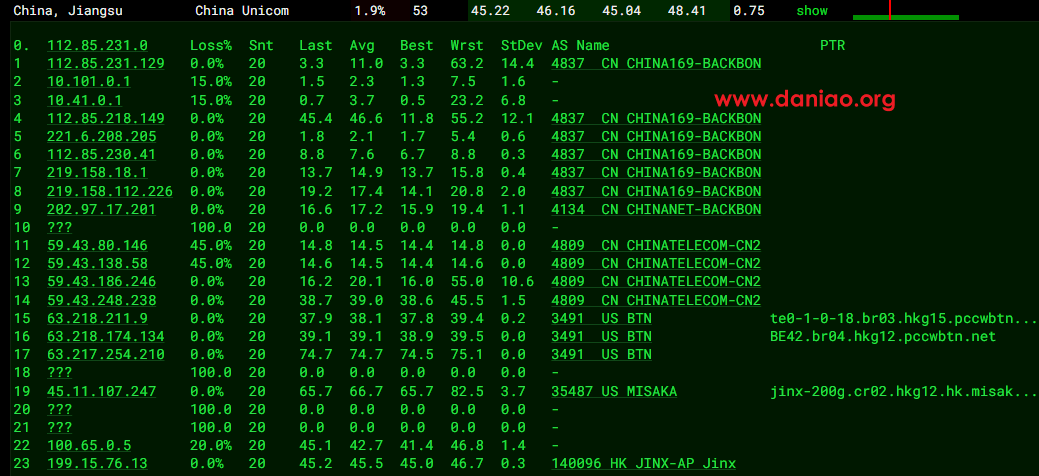 China, Jiangsu China Unicom 1.9% 53 45.22 46.16 45.04 48.41 0.75 show
0. 112.85.231.0 Loss% Snt Last Avg Best Wrst StDev AS Name PTR
1 112.85.231.129 0.0% 20 3.3 11.0 3.3 63.2 14.4 4837 CN CHINA169-BACKBON
2 10.101.0.1 15.0% 20 1.5 2.3 1.3 7.5 1.6 -
3 10.41.0.1 15.0% 20 0.7 3.7 0.5 23.2 6.8 -
www.daniao.org
4 112.85.218.149 0.0% 20 45.4 46.6 11.8 55.2 12.1 4837 CN CHINA169-BACKBON
5 221.6.208.205 0.0% 20 1.8 2.1 1.7 5.4 0.6 4837 CN CHINA169-BACKBON
6 112.85.230.41 0.0% 20 8.8 7.6 6.7 8.8 0.3 4837 CN CHINA169-BACKBON
7 219.158.18.1 0.0% 20 13.7 14.9 13.7 15.8 0.4 4837 CN CHINA169-BACKBON
8 219.158.112.226 0.0% 20 19.2 17.4 14.1 20.8 2.0 4837 CN CHINA169-BACKBON
9 202.97.17.201 0.0% 20 16.6 17.2 15.9 19.4 1.1 4134 CN CHINANET-BACKBON
10 ??? 100.0 20 0.0 0.0 0.0 0.0 0.0 -
11 59.43.80.146 45.0% 20 14.8 14.5 14.4 14.8 0.0 4809 CN CHINATELECOM-CN2
12 59.43.138.58 45.0% 20 14.6 14.5 14.4 14.6 0.0 4809 CN CHINATELECOM-CN2
13 59.43.186.246 0.0% 20 16.2 20.1 16.0 55.0 10.6 4809 CN CHINATELECOM-CN2
14 59.43.248.238 0.0% 20 38.7 39.0 38.6 45.5 1.5 4809 CN CHINATELECOM-CN2
15 63.218.211.9 0.0% 20 37.9 38.1 37.8 39.4 0.2 3491 US BTN te0-1-0-18.br03.hkg15.pccwbtn...
16 63.218.174.134 0.0% 20 39.1 39.1 38.9 39.5 0.0 3491 US BTN BE42.br04.hkg12.pccwbtn.net
17 63.217.254.210 0.0% 20 74.7 74.7 74.5 75.1 0.0 3491 US BTN
18 ??? 100.0 20 0.0 0.0 0.0 0.0 0.0 -
19 45.11.107.247 0.0% 20 65.7 66.7 65.7 82.5 3.7 35487 US MISAKA jinx-200g.cr02.hkg12.hk.misak...
20 ??? 100.0 20 0.0 0.0 0.0 0.0 0.0 -
21 ??? 100.0 20 0.0 0.0 0.0 0.0 0.0 -
22 100.65.0.5 20.0% 20 45.1 42.7 41.4 46.8 1.4 -
23 199.15.76.13 0.0% 20 45.2 45.5 45.0 46.7 0.3 140096 HK JINX-AP Jinx